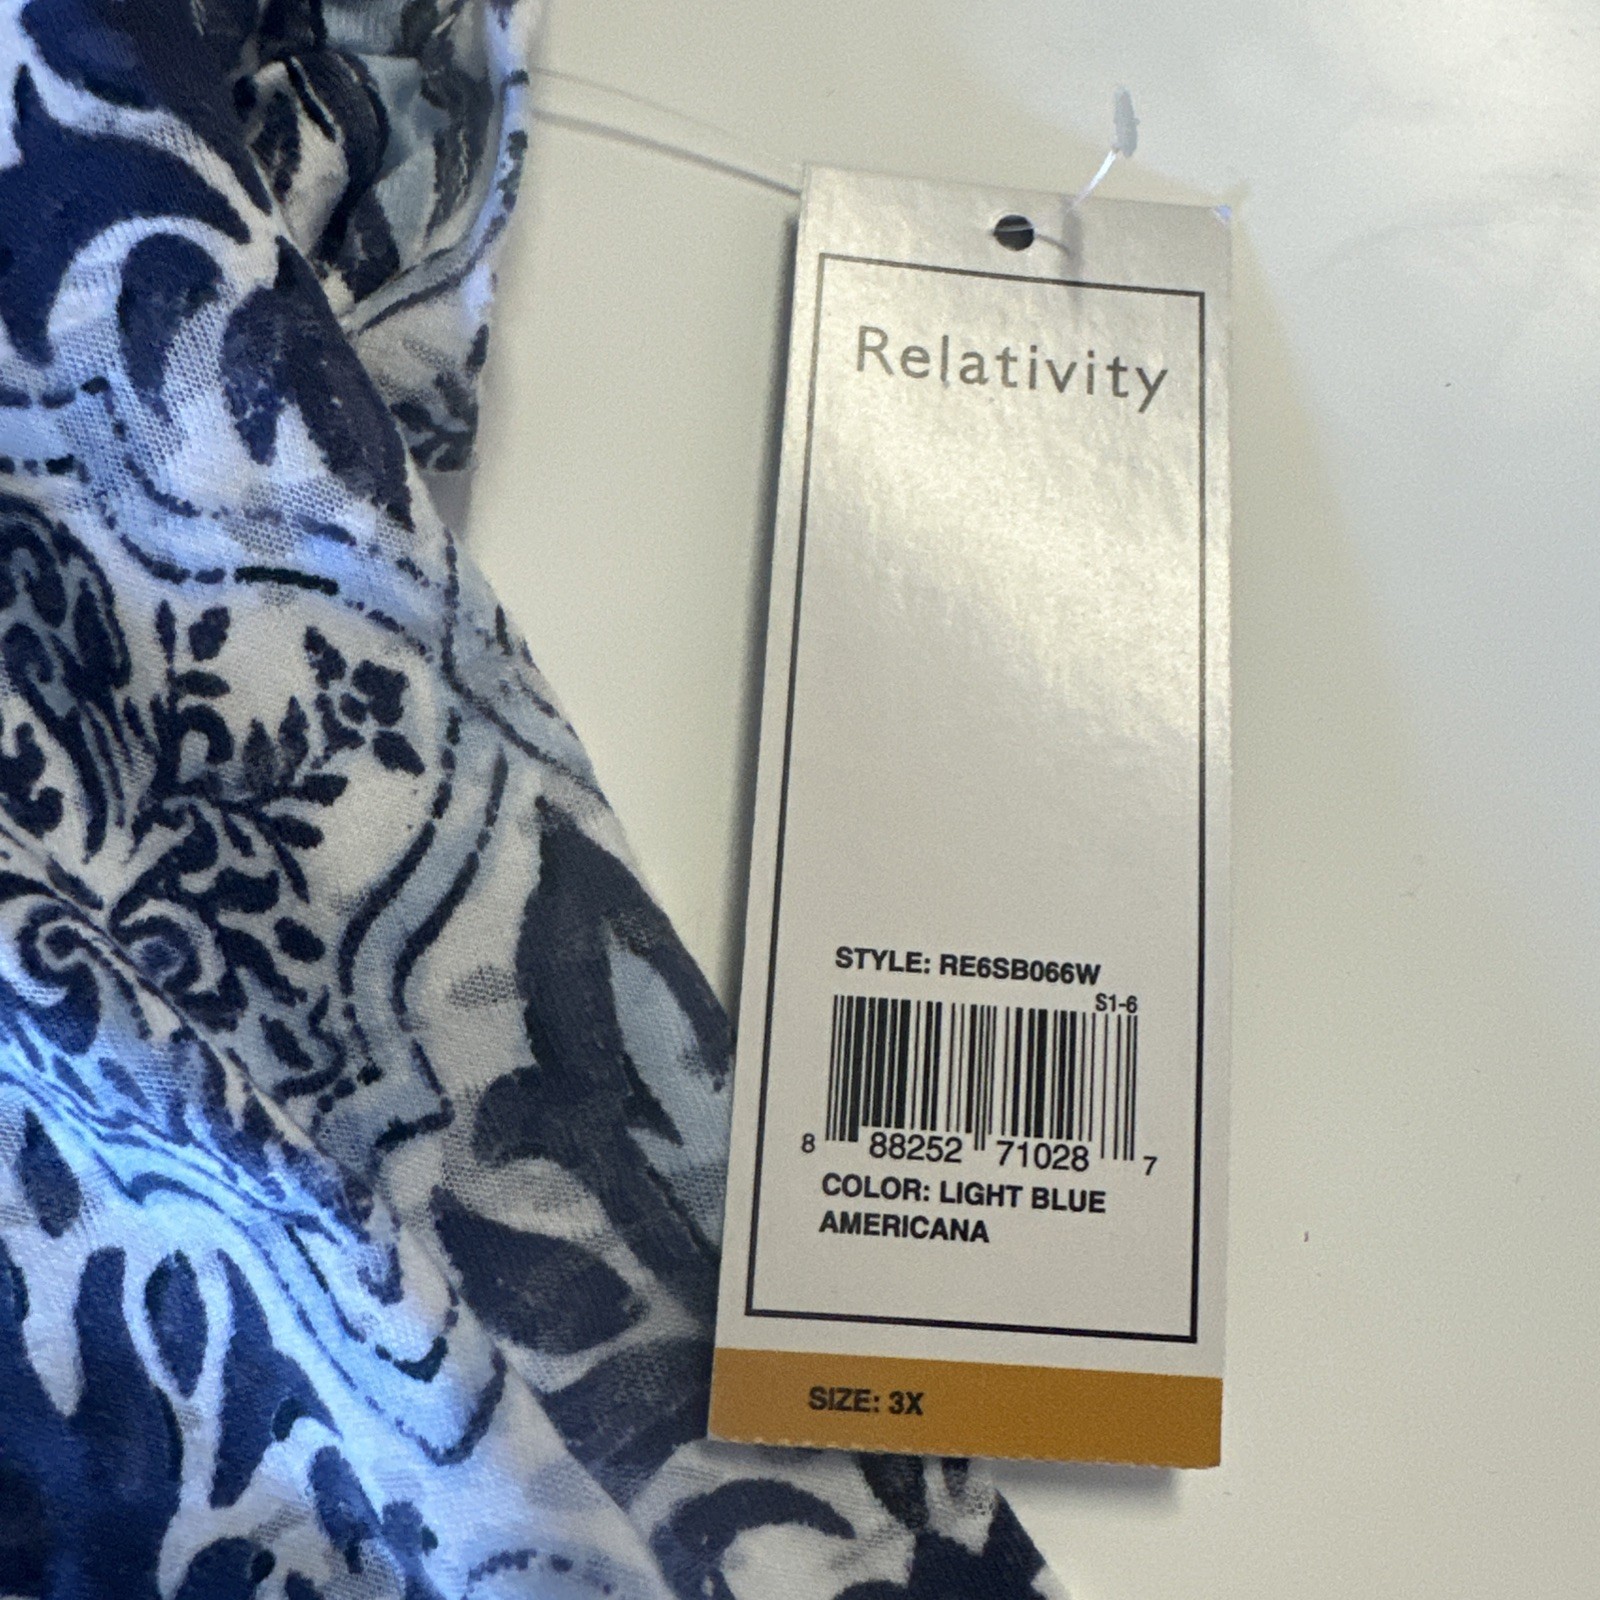 Relativity
STYLE: RE6SB066W
S1-6
8 88252 71028 7
COLOR: LIGHT BLUE
AMERICANA
SIZE: 3X